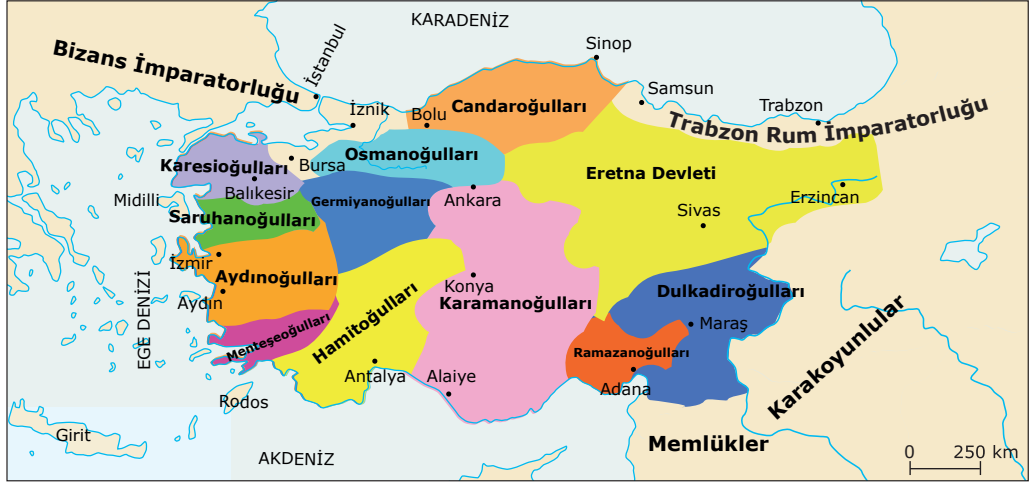 KARADENİZ
Bizans İmparatorluğu
İstanbul
Sinop
Samsun
Trabzon
Trabzon Rum İmparatorluğu
İznik
Bolu
Candaroğulları
Osmanoğulları
Bursa
Karesioğulları
Balıkesir
Midilli
Germiyanoğulları
Ankara
Eretna Devleti
Erzincan
Sivas
Saruhanoğulları
İzmir
Aydınoğulları
Aydın
EGE DENİZİ
Menteşeoğulları
Hamitoğulları
Konya
Karamanoğulları
Dulkadiroğulları
Maraş
Ramazanoğulları
Adana
Antalya
Alaiye
Karakoyunlular
Rodos
Girit
AKDENİZ
Memlükler
0 250 km